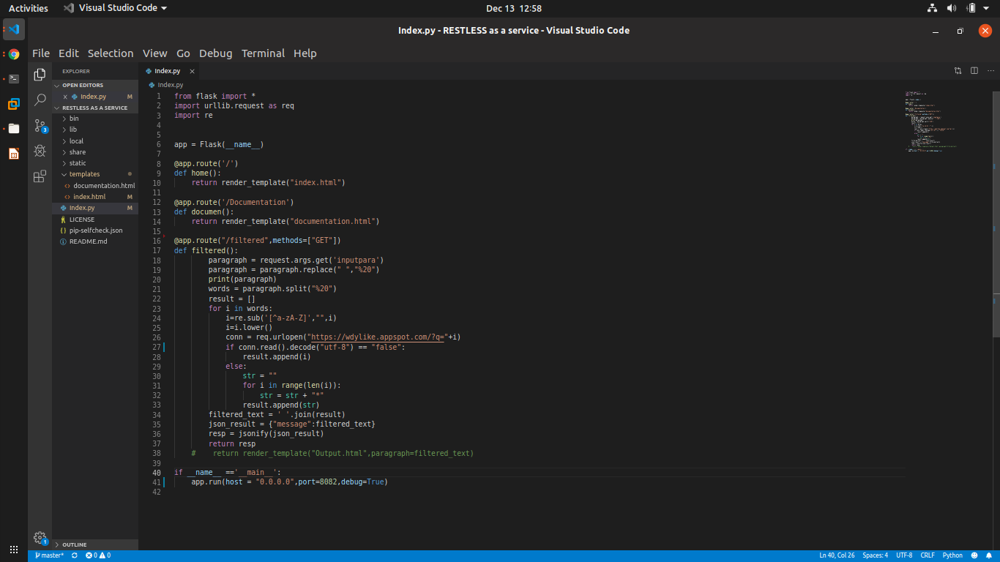 Activities
Visual Studio Code
Dec 13 12:58
Index.py - RESTLESS as a service - Visual Studio Code
File Edit Selection View Go Debug Terminal Help
EXPLORER
OPEN EDITORS
Index.py M
RESTLESS AS A SERVICE
bin
lib
local
share
static
templates
documentation.html
index.html M
Index.py M
LICENSE
pip-selfcheck.json
README.md
OUTLINE
3
1
Index.py
Index.py
1 from flask import *
2 import urllib.request as req
3 import re
4
5
6 app = Flask(__name__)
7
8 @app.route('/')
9 def home():
10 return render_template("index.html")
11
12 @app.route('/Documentation')
13 def documen():
14 return render_template("documentation.html")
15
16 @app.route("/filtered",methods=["GET"])
17 def filtered():
18 paragraph = request.args.get('inputpara')
19 paragraph = paragraph.replace(" ","%20")
20 print(paragraph)
21 words = paragraph.split("%20")
22 result = []
23 for i in words:
24 i=re.sub('[^a-zA-Z]',"",i)
25 i=i.lower()
26 conn = req.urlopen("https://wdylike.appspot.com/?q="+i)
27 if conn.read().decode("utf-8") == "false":
28 result.append(i)
29 else:
30 str = ""
31 for i in range(len(i)):
32 str = str + "*"
33 result.append(str)
34 filtered_text = ' '.join(result)
35 json_result = {"message":filtered_text}
36 resp = jsonify(json_result)
37 return resp
38 # return render_template("Output.html",paragraph=filtered_text)
39
40 if __name__ =='__main__':
41 app.run(host = "0.0.0.0",port=8082,debug=True)
42
master* 0 0 Ln 40, Col 26 Spaces: 4 UTF-8 CRLF Python